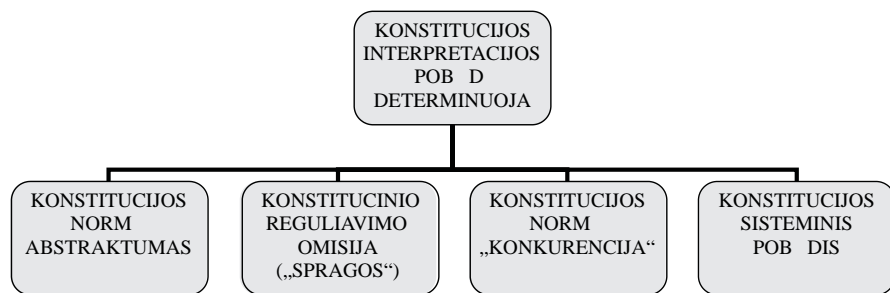 KONSTITUCIJOS
INTERPRETACIJOS
POB D
DETERMINUOJA
KONSTITUCIJOS
NORM
ABSTRAKTUMAS
KONSTITUCINIO
REGULIAVIMO
OMISIJA
(„SPRAGOS“)
KONSTITUCIJOS
NORM
„KONKURENCIJA“
KONSTITUCIJOS
SISTEMINIS
POB DIS